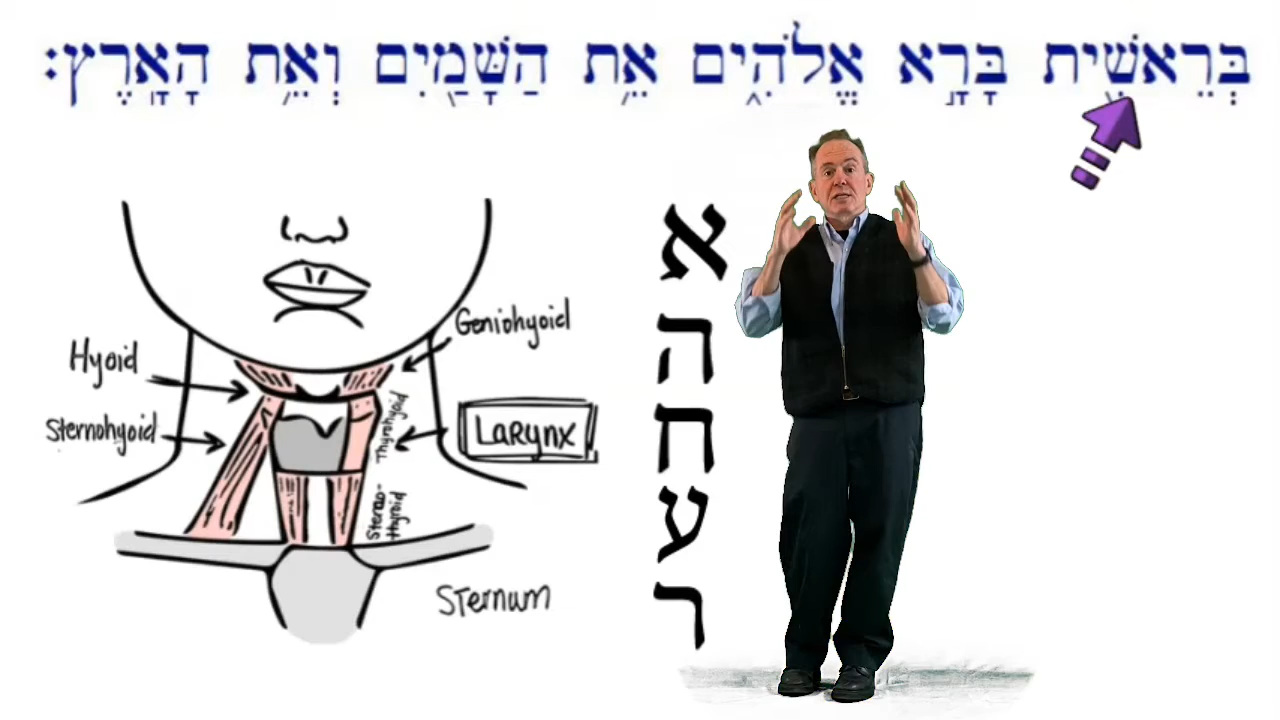 בְּרֵאשִׁ֖ית בָּרָ֣א אֱלֹהִ֑ים אֵ֥ת הַשָּׁמַ֖יִם וְאֵ֥ת הָאָֽרֶץ׃
Geniohyoid
Hyoid
Sternohyoid
Thyrohyoid
Larynx
Sterno-
thyroid
Sternum
א
ה
ח
ע
ר